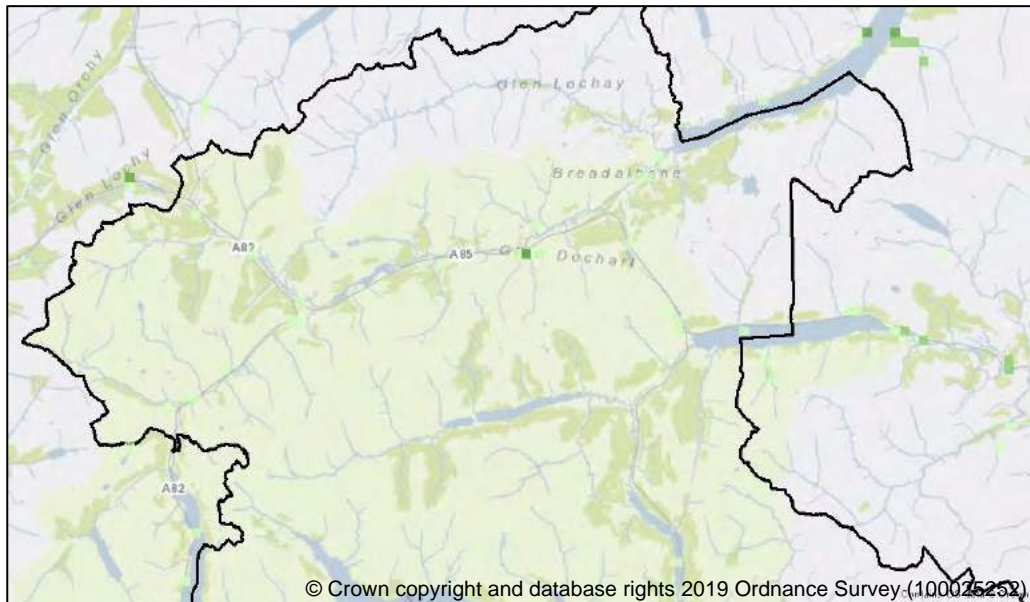 Glen Orchy
Glen Lochay
Glen Lochy
Breadalbane
A82
A85
Dochart
A82
© Crown copyright and database rights 2019 Ordnance Survey (100025252)